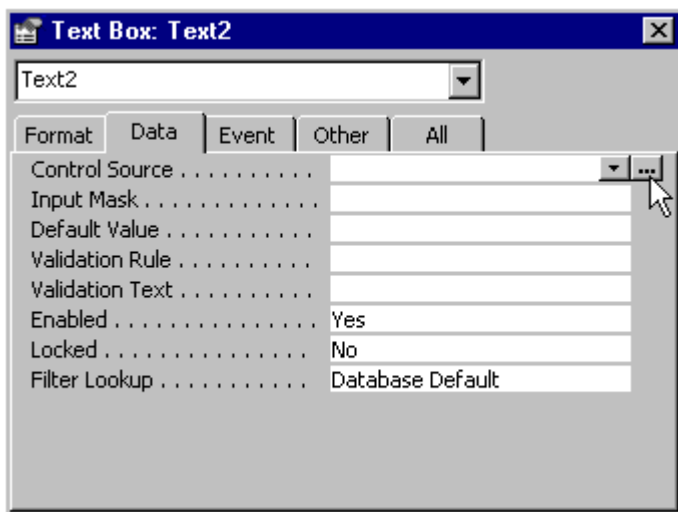 Text Box: Text2
Text2
Format Data Event Other All
Control Source . . . . . . . . . . ...
Input Mask . . . . . . . . . . . . .
Default Value . . . . . . . . . . .
Validation Rule . . . . . . . . . .
Validation Text . . . . . . . . . .
Enabled . . . . . . . . . . . . . . . Yes
Locked . . . . . . . . . . . . . . . No
Filter Lookup . . . . . . . . . . . Database Default